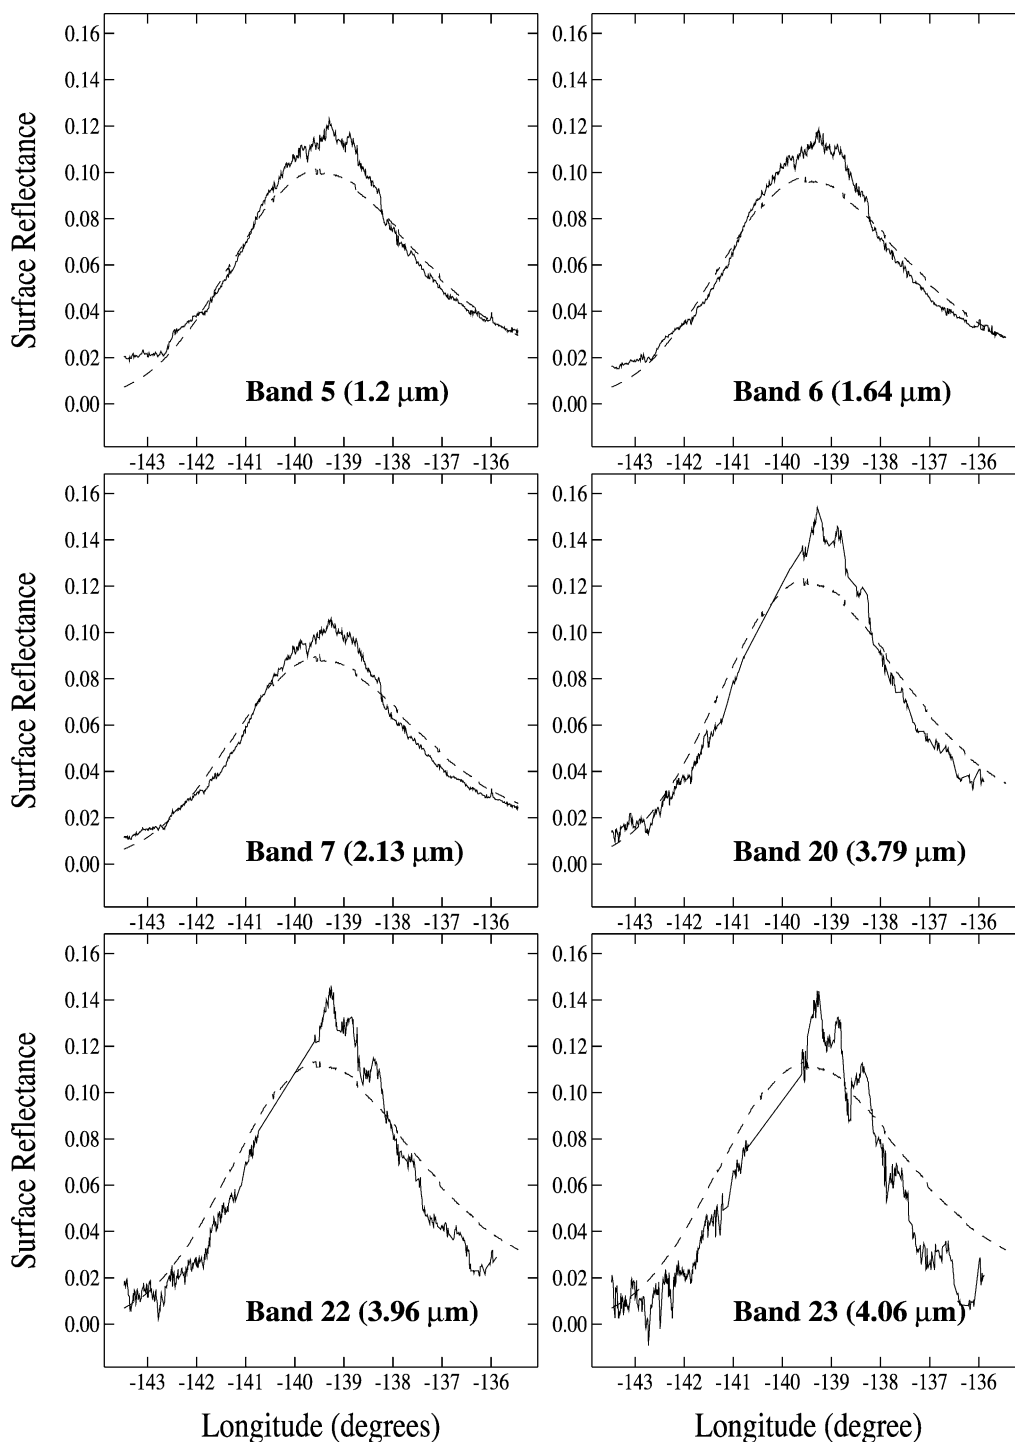 0.16 0.16
0.14 0.14
0.12 0.12
0.10 0.10
0.08 0.08
0.06 0.06
0.04 0.04
0.02 0.02
0.00 0.00
Surface Reflectance
Band 5 (1.2 μm)
Band 6 (1.64 μm)
-143 -142 -141 -140 -139 -138 -137 -136
-143 -142 -141 -140 -139 -138 -137 -136
0.16 0.16
0.14 0.14
0.12 0.12
0.10 0.10
0.08 0.08
0.06 0.06
0.04 0.04
0.02 0.02
0.00 0.00
Surface Reflectance
Band 7 (2.13 μm)
Band 20 (3.79 μm)
-143 -142 -141 -140 -139 -138 -137 -136
-143 -142 -141 -140 -139 -138 -137 -136
0.16 0.16
0.14 0.14
0.12 0.12
0.10 0.10
0.08 0.08
0.06 0.06
0.04 0.04
0.02 0.02
0.00 0.00
Surface Reflectance
Band 22 (3.96 μm)
Band 23 (4.06 μm)
-143 -142 -141 -140 -139 -138 -137 -136
-143 -142 -141 -140 -139 -138 -137 -136
Longitude (degrees)
Longitude (degree)